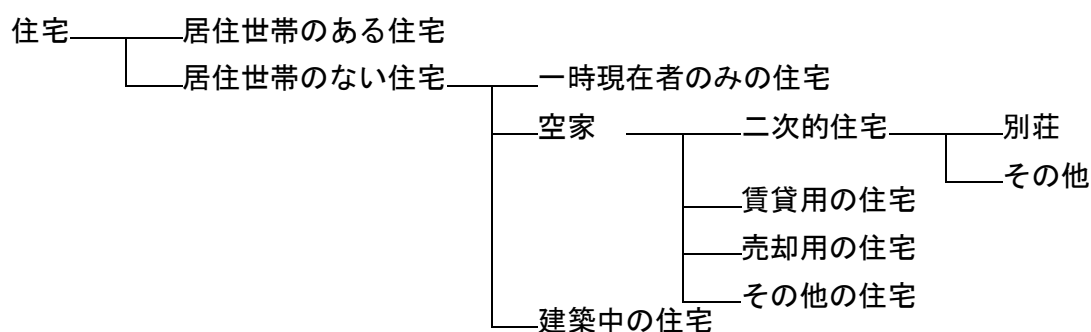 住宅 居住世帯のある住宅
居住世帯のない住宅 一時現在者のみの住宅
空家 二次的住宅 別荘
その他
賃貸用の住宅
売却用の住宅
その他の住宅
建築中の住宅